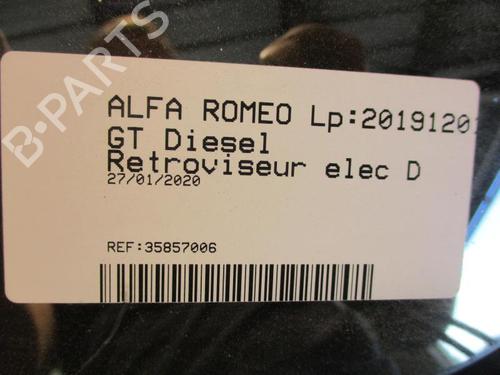 ALFA ROMEO Lp:2019120
GT Diesel
Retroviseur elec D
27/01/2020
REF:35857006
B-PARTS